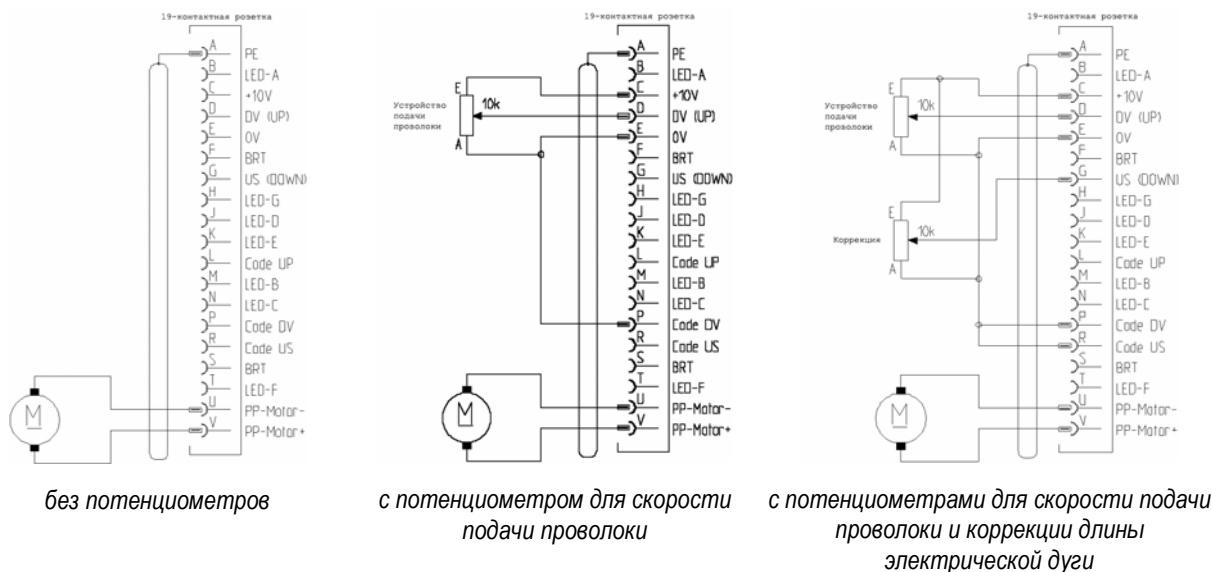 19-контактная розетка
A PE
B LED-A
C +10V
D DV (UP)
E 0V
F BRT
G US (DOWN)
H LED-G
J LED-D
K LED-E
L Code UP
M LED-B
N LED-C
P Code DV
R Code US
S BRT
T LED-F
U PP-Motor-
V PP-Motor+
M
без потенциометров
19-контактная розетка
A PE
B LED-A
C +10V
D DV (UP)
E 0V
F BRT
G US (DOWN)
H LED-G
J LED-D
K LED-E
L Code UP
M LED-B
N LED-C
P Code DV
R Code US
S BRT
T LED-F
U PP-Motor-
V PP-Motor+
E
10k
Устройство
подачи
проволоки
A
M
с потенциометром для скорости
подачи проволоки
19-контактная розетка
A PE
B LED-A
C +10V
D DV (UP)
E 0V
F BRT
G US (DOWN)
H LED-G
J LED-D
K LED-E
L Code UP
M LED-B
N LED-C
P Code DV
R Code US
S BRT
T LED-F
U PP-Motor-
V PP-Motor+
E
10k
Устройство
подачи
проволоки
A
E
10k
Коррекция
A
M
с потенциометрами для скорости подачи
проволоки и коррекции длины
электрической дуги